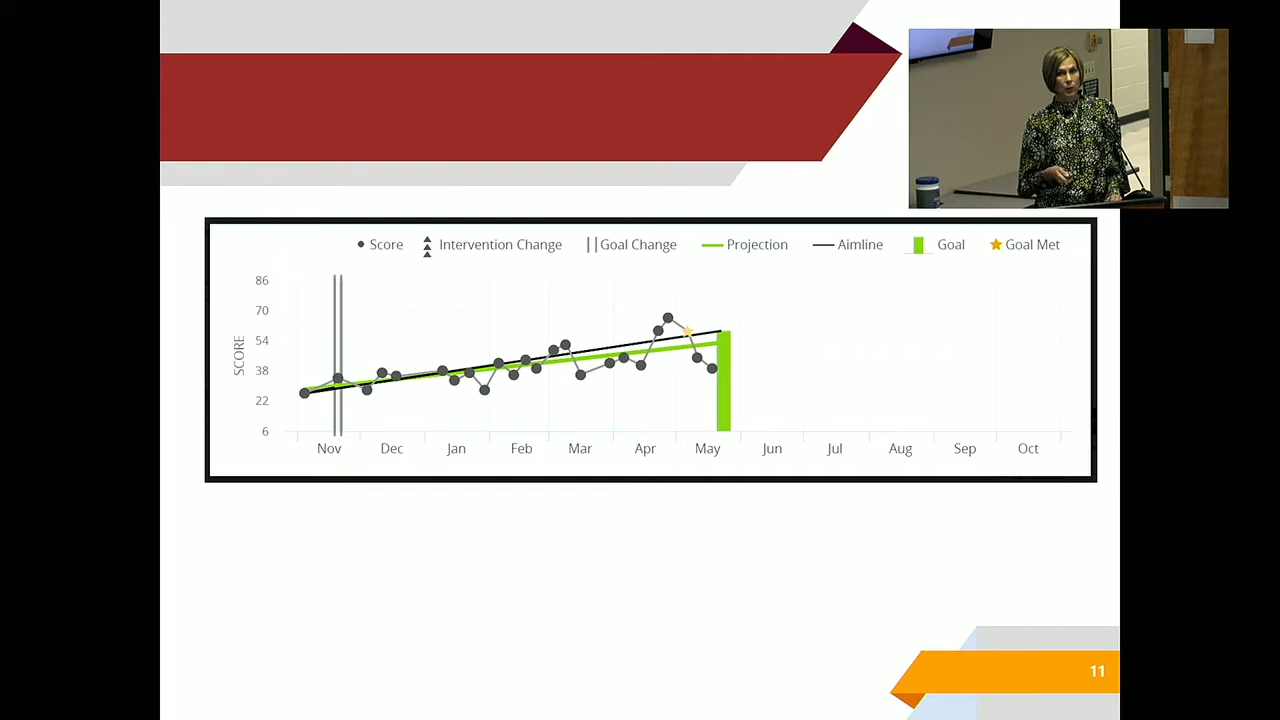 Score Intervention Change Goal Change Projection Aimline Goal Goal Met
86
70
54
38
22
6
SCORE
Nov Dec Jan Feb Mar Apr May Jun Jul Aug Sep Oct
11